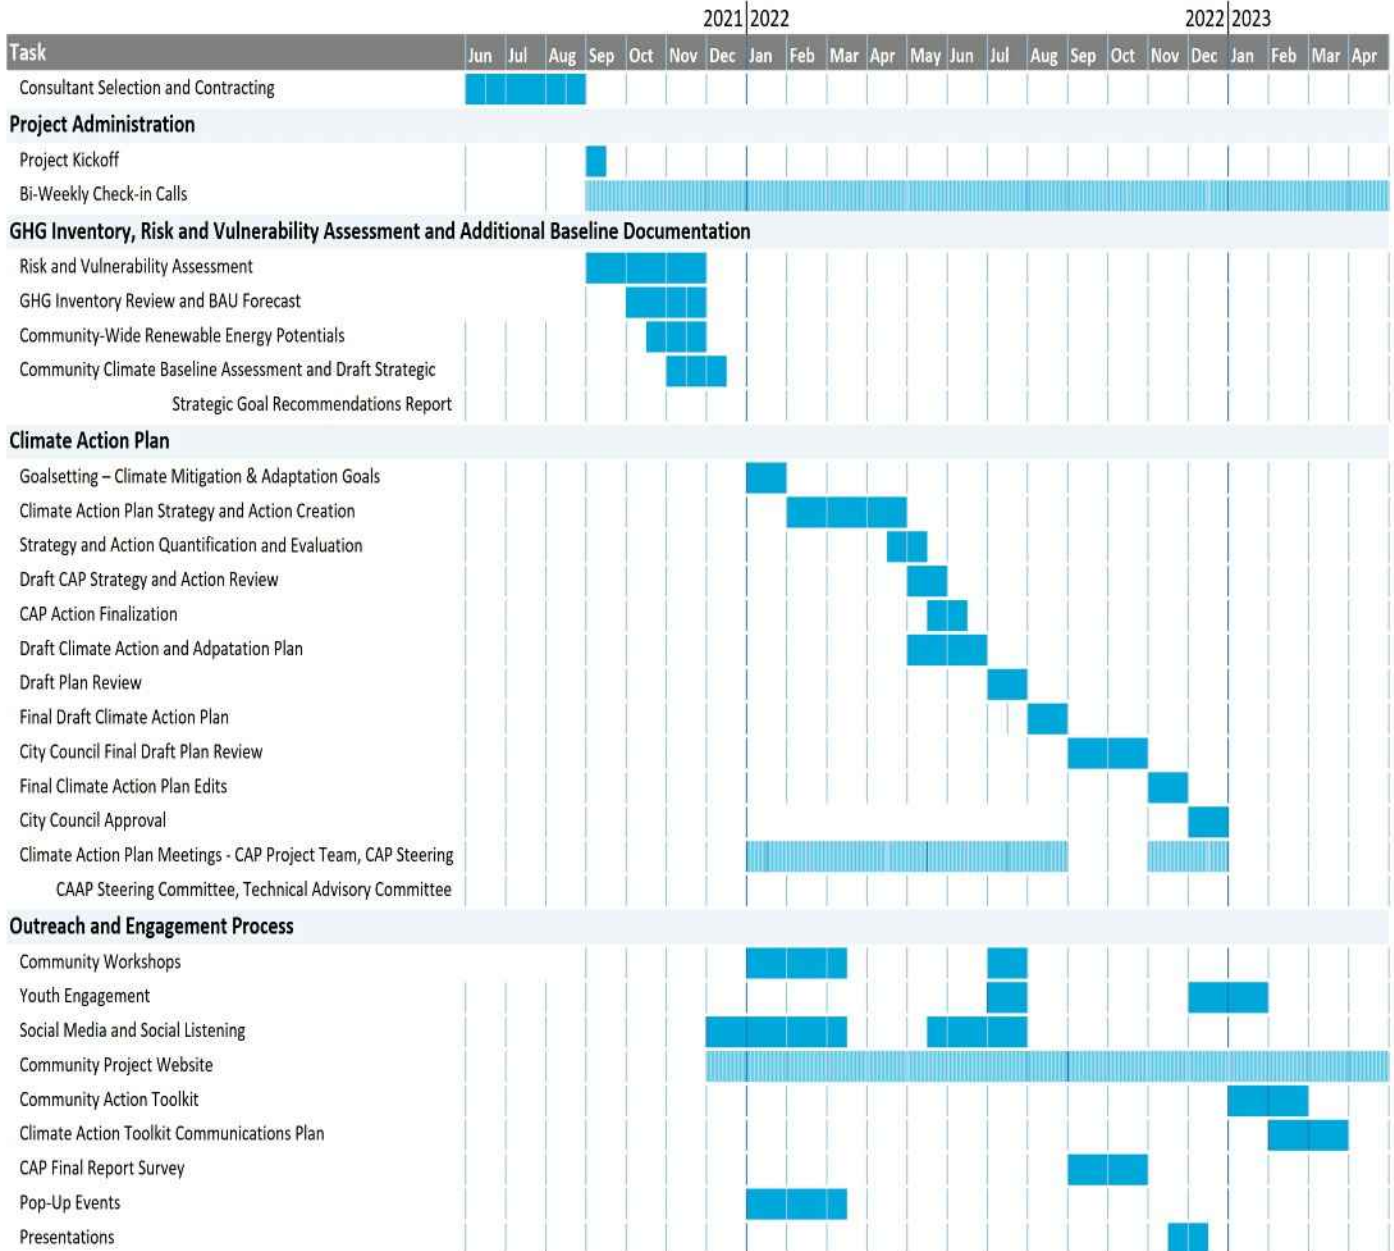 2021 2022 2022 2023
Task Jun Jul Aug Sep Oct Nov Dec Jan Feb Mar Apr May Jun Jul Aug Sep Oct Nov Dec Jan Feb Mar Apr
Consultant Selection and Contracting
Project Administration
Project Kickoff
Bi-Weekly Check-in Calls
GHG Inventory, Risk and Vulnerability Assessment and Additional Baseline Documentation
Risk and Vulnerability Assessment
GHG Inventory Review and BAU Forecast
Community-Wide Renewable Energy Potentials
Community Climate Baseline Assessment and Draft Strategic
Strategic Goal Recommendations Report
Climate Action Plan
Goalsetting – Climate Mitigation & Adaptation Goals
Climate Action Plan Strategy and Action Creation
Strategy and Action Quantification and Evaluation
Draft CAP Strategy and Action Review
CAP Action Finalization
Draft Climate Action and Adpatation Plan
Draft Plan Review
Final Draft Climate Action Plan
City Council Final Draft Plan Review
Final Climate Action Plan Edits
City Council Approval
Climate Action Plan Meetings - CAP Project Team, CAP Steering
CAAP Steering Committee, Technical Advisory Committee
Outreach and Engagement Process
Community Workshops
Youth Engagement
Social Media and Social Listening
Community Project Website
Community Action Toolkit
Climate Action Toolkit Communications Plan
CAP Final Report Survey
Pop-Up Events
Presentations